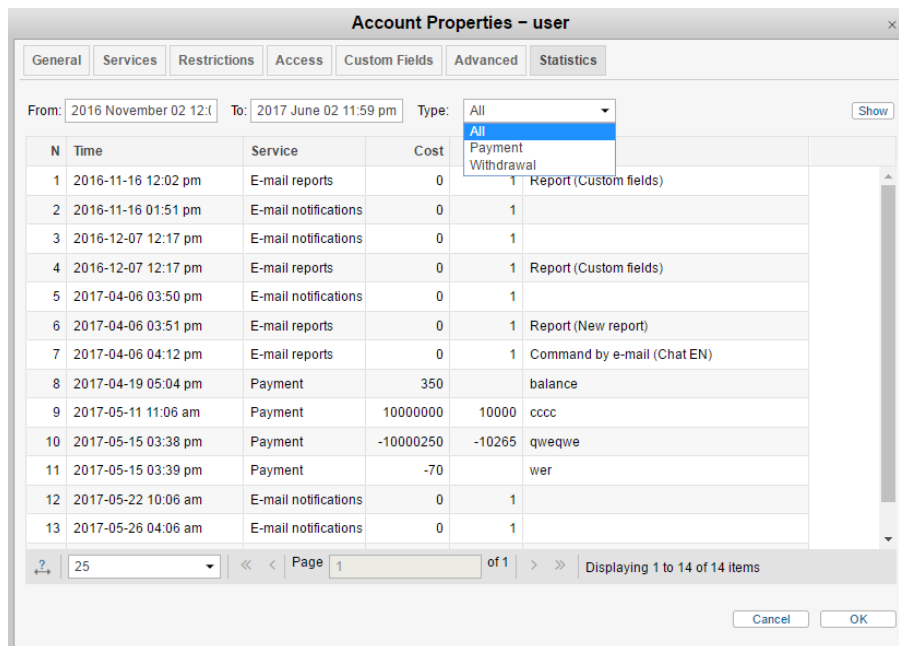 Account Properties – user ×
General Services Restrictions Access Custom Fields Advanced Statistics
From: 2016 November 02 12:( To: 2017 June 02 11:59 pm Type: All Show
All
Payment
Withdrawal
N Time Service Cost
1 2016-11-16 12:02 pm E-mail reports 0 1 Report (Custom fields)
2 2016-11-16 01:51 pm E-mail notifications 0 1
3 2016-12-07 12:17 pm E-mail notifications 0 1
4 2016-12-07 12:17 pm E-mail reports 0 1 Report (Custom fields)
5 2017-04-06 03:50 pm E-mail notifications 0 1
6 2017-04-06 03:51 pm E-mail reports 0 1 Report (New report)
7 2017-04-06 04:12 pm E-mail reports 0 1 Command by e-mail (Chat EN)
8 2017-04-19 05:04 pm Payment 350 balance
9 2017-05-11 11:06 am Payment 10000000 10000 cccc
10 2017-05-15 03:38 pm Payment -10000250 -10265 qweqwe
11 2017-05-15 03:39 pm Payment -70 wer
12 2017-05-22 10:06 am E-mail notifications 0 1
13 2017-05-26 04:06 am E-mail notifications 0 1
? 25 « < Page 1 of 1 > » Displaying 1 to 14 of 14 items
Cancel OK